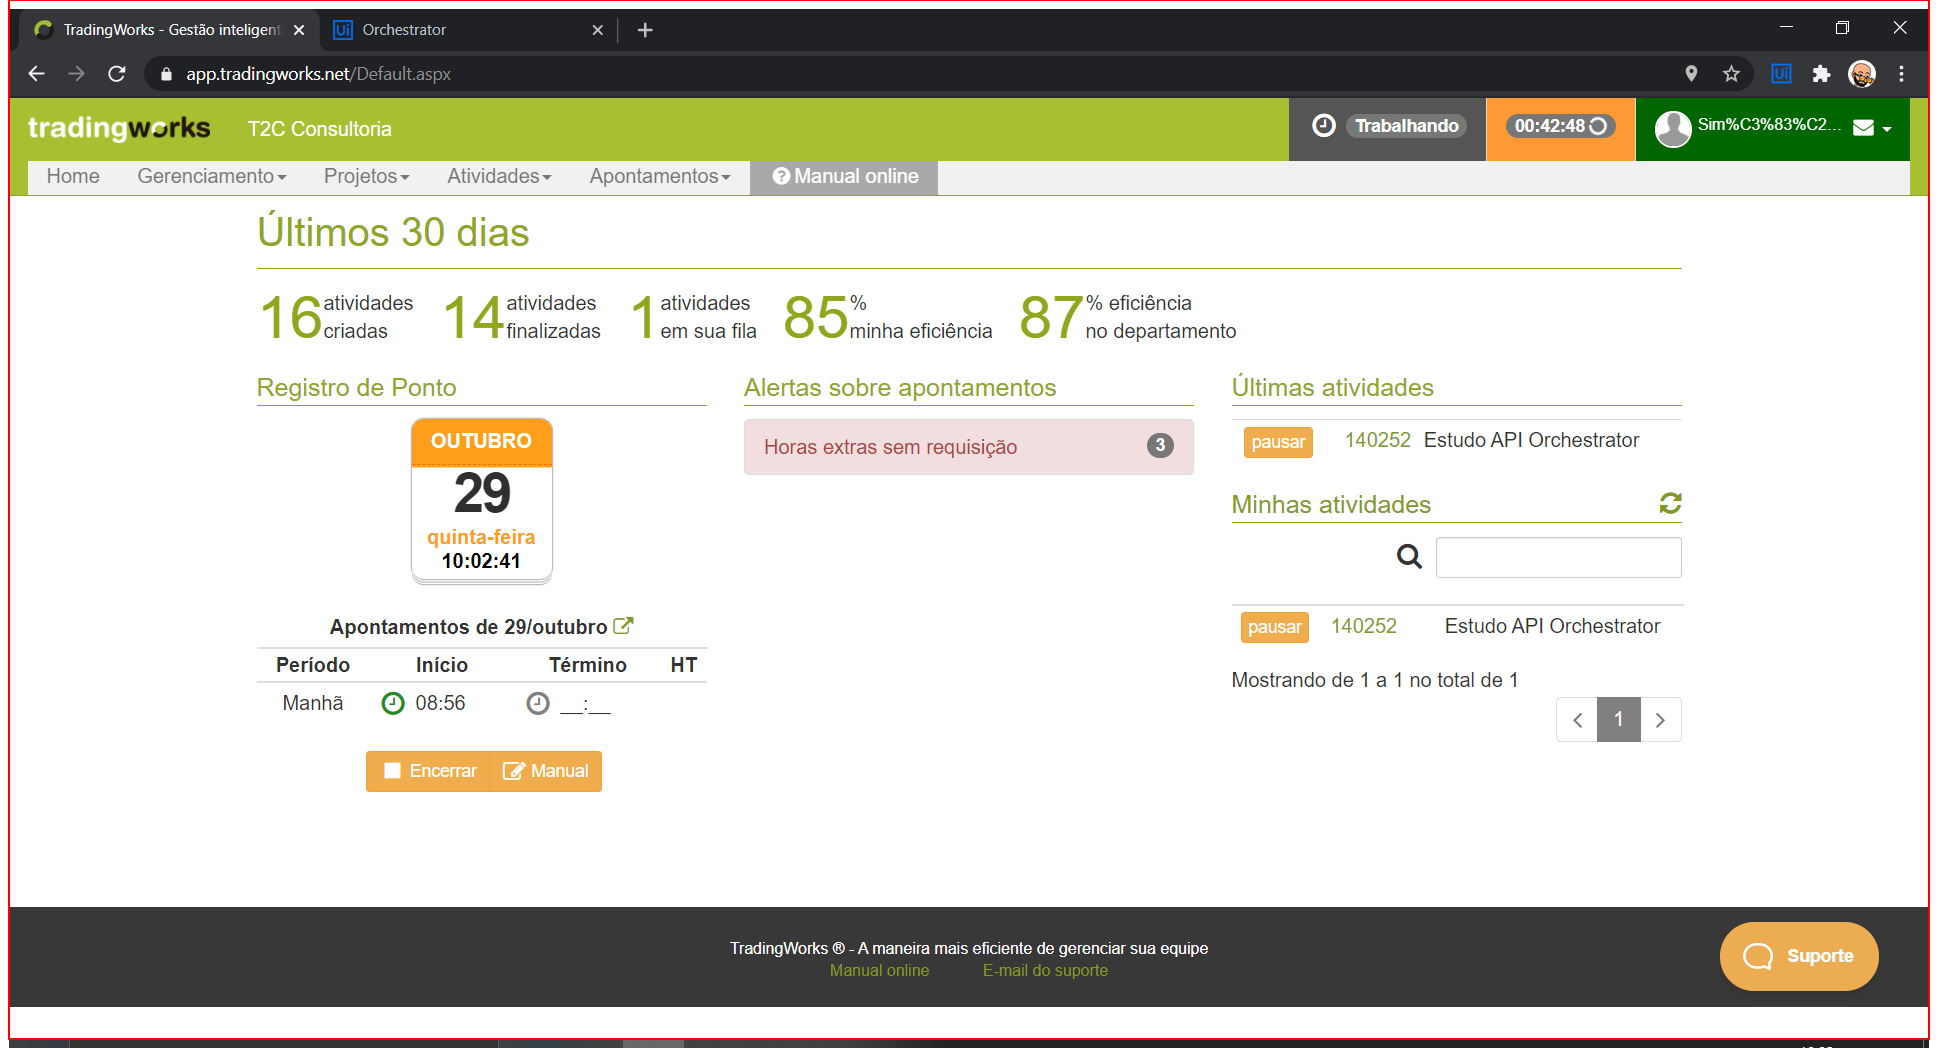 TradingWorks - Gestão inteligent
Orchestrator
app.tradingworks.net/Default.aspx
tradingworks
T2C Consultoria
Trabalhando
00:42:48
Sim%C3%83%C2...
Home
Gerenciamento
Projetos
Atividades
Apontamentos
Manual online
Últimos 30 dias
16 atividades criadas
14 atividades finalizadas
1 atividades em sua fila
85 % minha eficiência
87 % eficiência no departamento
Registro de Ponto
OUTUBRO
29
quinta-feira
10:02:41
Apontamentos de 29/outubro
Período Início Término HT
Manhã 08:56 __:__
Encerrar
Manual
Alertas sobre apontamentos
Horas extras sem requisição 3
Últimas atividades
pausar 140252 Estudo API Orchestrator
Minhas atividades
pausar 140252 Estudo API Orchestrator
Mostrando de 1 a 1 no total de 1
1
TradingWorks ® - A maneira mais eficiente de gerenciar sua equipe
Manual online E-mail do suporte
Suporte